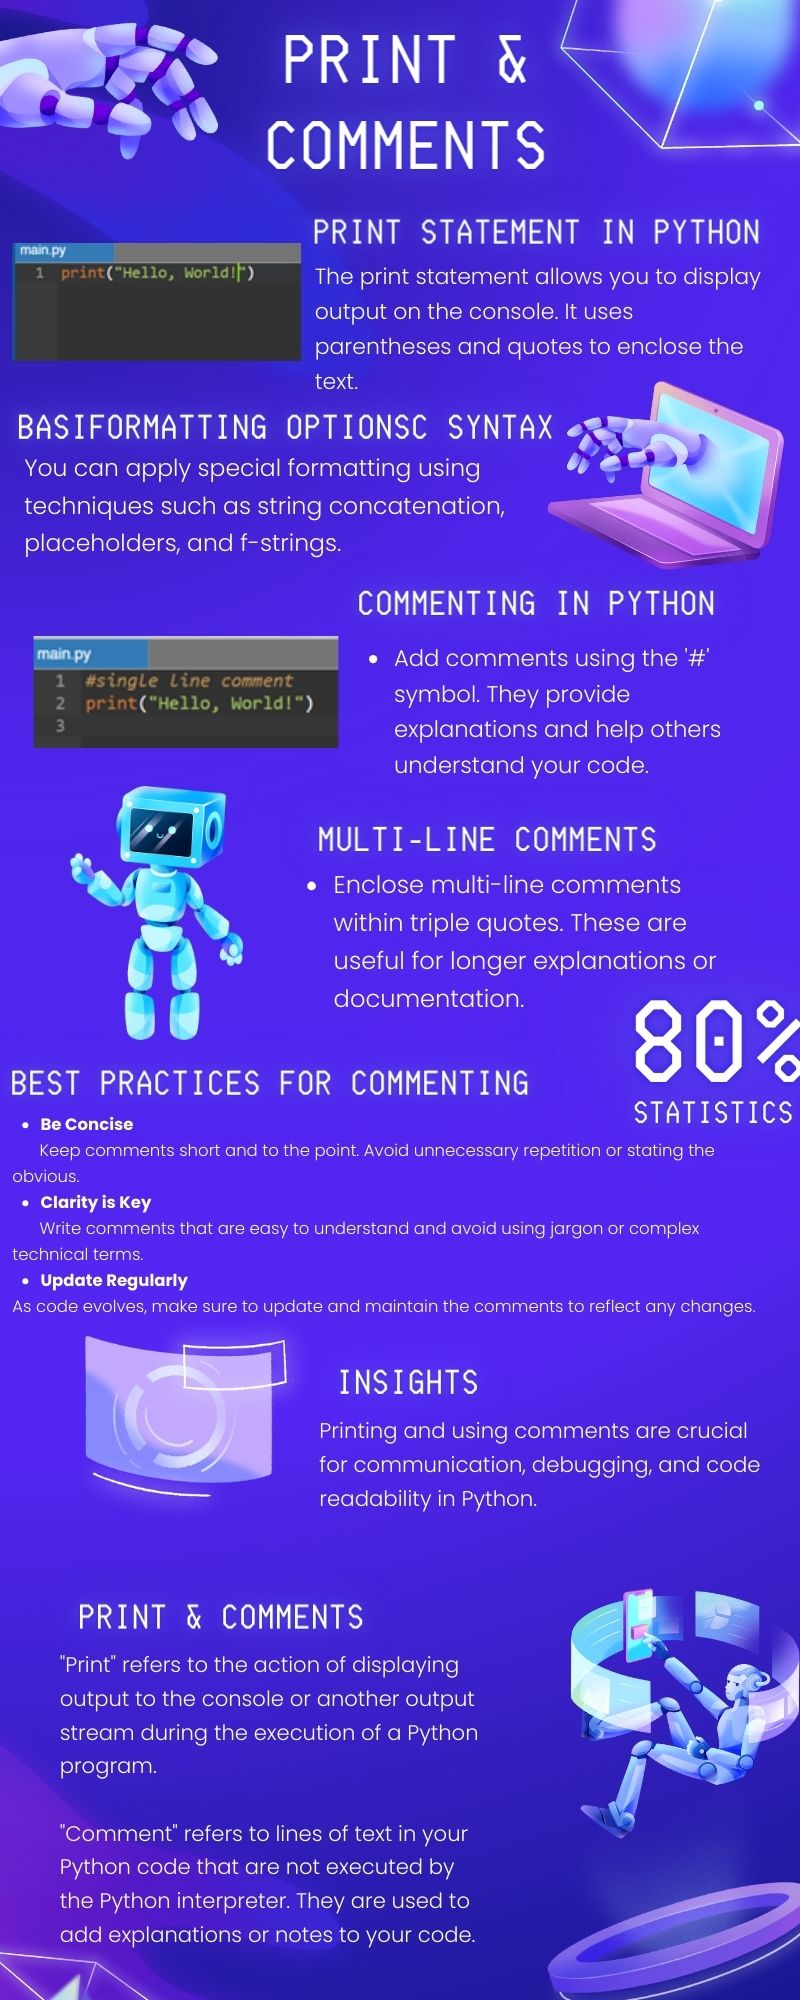 PRINT &
COMMENTS
PRINT STATEMENT IN PYTHON
main.py
1 print("Hello, World!")
The print statement allows you to display
output on the console. It uses
parentheses and quotes to enclose the
text.
BASIFORMATTING OPTIONSC SYNTAX
You can apply special formatting using
techniques such as string concatenation,
placeholders, and f-strings.
COMMENTING IN PYTHON
main.py
1 #single line comment
2 print("Hello, World!")
3
• Add comments using the '#'
symbol. They provide
explanations and help others
understand your code.
MULTI-LINE COMMENTS
• Enclose multi-line comments
within triple quotes. These are
useful for longer explanations or
documentation.
80%
STATISTICS
BEST PRACTICES FOR COMMENTING
• Be Concise
Keep comments short and to the point. Avoid unnecessary repetition or stating the
obvious.
• Clarity is Key
Write comments that are easy to understand and avoid using jargon or complex
technical terms.
• Update Regularly
As code evolves, make sure to update and maintain the comments to reflect any changes.
INSIGHTS
Printing and using comments are crucial
for communication, debugging, and code
readability in Python.
PRINT & COMMENTS
"Print" refers to the action of displaying
output to the console or another output
stream during the execution of a Python
program.
"Comment" refers to lines of text in your
Python code that are not executed by
the Python interpreter. They are used to
add explanations or notes to your code.